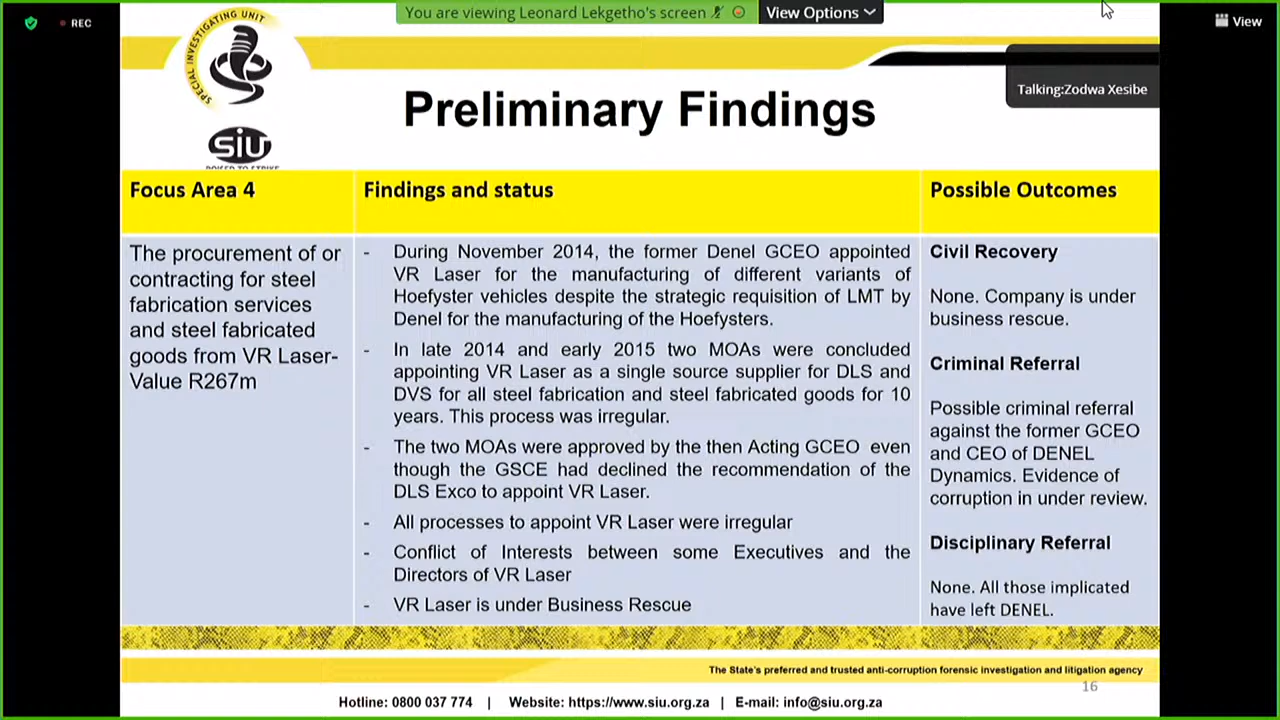 You are viewing Leonard Lekgetho's screen
View Options
REC
View
SPECIAL INVESTIGATING UNIT
SIU
POISED TO STRIKE
Talking:Zodwa Xesibe
Preliminary Findings
Focus Area 4
The procurement of or
contracting for steel
fabrication services
and steel fabricated
goods from VR Laser-
Value R267m
Findings and status
- During November 2014, the former Denel GCEO appointed
VR Laser for the manufacturing of different variants of
Hoefyster vehicles despite the strategic requisition of LMT by
Denel for the manufacturing of the Hoefysters.
- In late 2014 and early 2015 two MOAs were concluded
appointing VR Laser as a single source supplier for DLS and
DVS for all steel fabrication and steel fabricated goods for 10
years. This process was irregular.
- The two MOAs were approved by the then Acting GCEO even
though the GSCE had declined the recommendation of the
DLS Exco to appoint VR Laser.
- All processes to appoint VR Laser were irregular
- Conflict of Interests between some Executives and the
Directors of VR Laser
- VR Laser is under Business Rescue
Possible Outcomes
Civil Recovery
None. Company is under
business rescue.
Criminal Referral
Possible criminal referral
against the former GCEO
and CEO of DENEL
Dynamics. Evidence of
corruption in under review.
Disciplinary Referral
None. All those implicated
have left DENEL.
The State's preferred and trusted anti-corruption forensic investigation and litigation agency
16
Hotline: 0800 037 774 | Website: https://www.siu.org.za | E-mail: info@siu.org.za